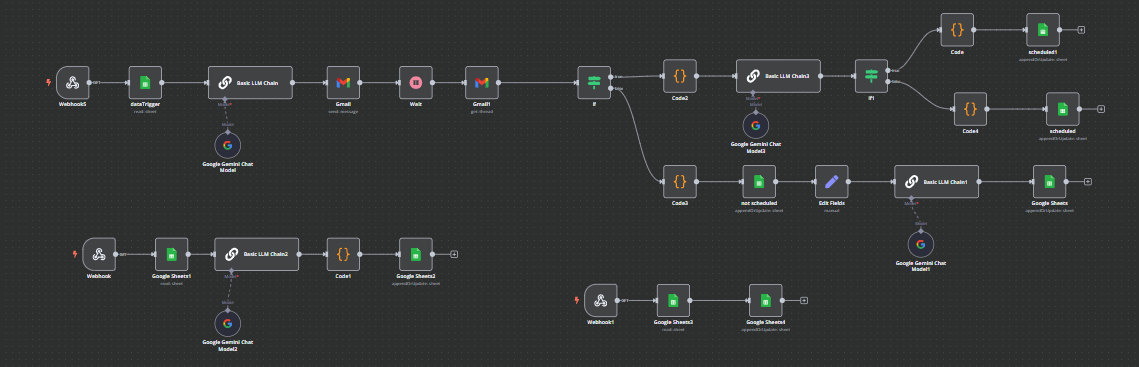 Code
scheduled1
appendOrUpdate: sheet
Webhook5
GET
dataTrigger
read: sheet
Basic LLM Chain
Model*
Model
Google Gemini Chat
Model
Gmail
send: message
Wait
Gmail1
get: thread
If
true
false
Code2
Basic LLM Chain3
Model*
Model
Google Gemini Chat
Model3
If1
true
false
Code4
scheduled
appendOrUpdate: sheet
Code3
not scheduled
appendOrUpdate: sheet
Edit Fields
manual
Basic LLM Chain1
Model*
Model
Google Gemini Chat
Model1
Google Sheets
appendOrUpdate: sheet
Webhook
GET
Google Sheets1
read: sheet
Basic LLM Chain2
Model*
Model
Google Gemini Chat
Model2
Code1
Google Sheets2
appendOrUpdate: sheet
Webhook1
GET
Google Sheets3
read: sheet
Google Sheets4
appendOrUpdate: sheet